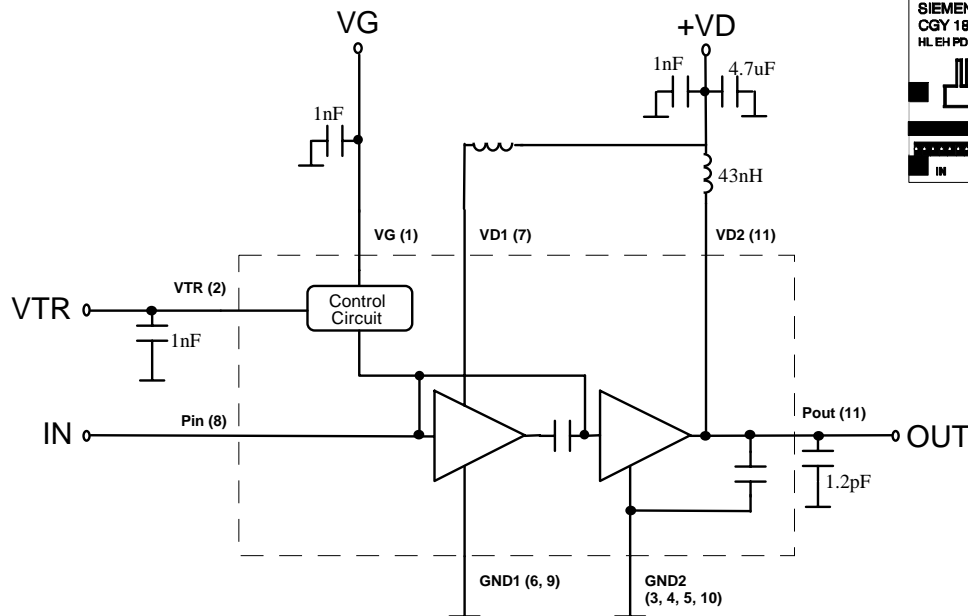 VG
+VD
SIEMEN
CGY 18
HL EH PD
1nF
4.7uF
1nF
43nH
IN
VG (1)
VD1 (7)
VD2 (11)
VTR
VTR (2)
Control
Circuit
1nF
IN
Pin (8)
Pout (11)
OUT
1.2pF
GND1 (6, 9)
GND2
(3, 4, 5, 10)